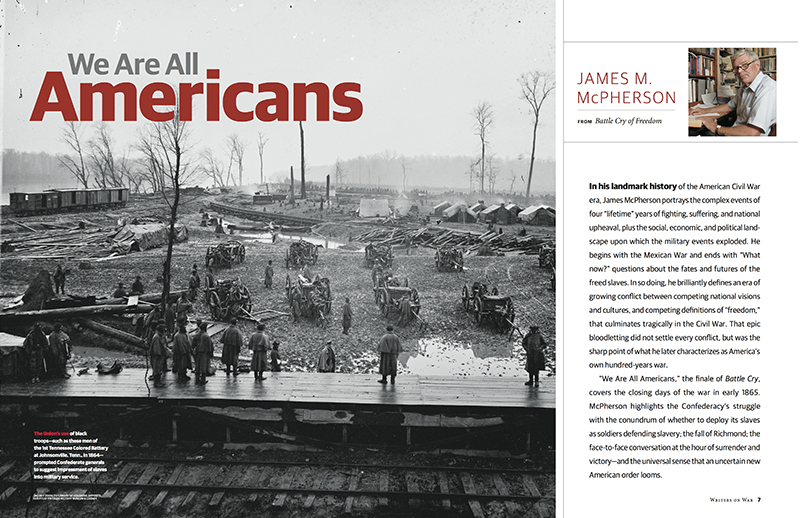 We Are All
Americans
The Union's use of black
troops—such as these men of
the 1st Tennessee Colored Battery
at Johnsonville, Tenn., in 1864—
prompted Confederate generals
to suggest impressment of slaves
into military service.
JAMES M.
McPHERSON
FROM Battle Cry of Freedom
In his landmark history of the American Civil War
era, James McPherson portrays the complex events of
four "lifetime" years of fighting, suffering, and national
upheaval, plus the social, economic, and political land-
scape upon which the military events exploded. He
begins with the Mexican War and ends with "What
now?" questions about the fates and futures of the
freed slaves. In so doing, he brilliantly defines an era of
growing conflict between competing national visions
and cultures, and competing definitions of "freedom,"
that culminates tragically in the Civil War. That epic
bloodletting did not settle every conflict, but was the
sharp point of what he later characterizes as America's
own hundred-years war.
"We Are All Americans," the finale of Battle Cry,
covers the closing days of the war in early 1865.
McPherson highlights the Confederacy's struggle
with the conundrum of whether to deploy its slaves
as soldiers defending slavery; the fall of Richmond; the
face-to-face conversation at the hour of surrender and
victory—and the universal sense that an uncertain new
American order looms.
WRITERS ON WAR 7